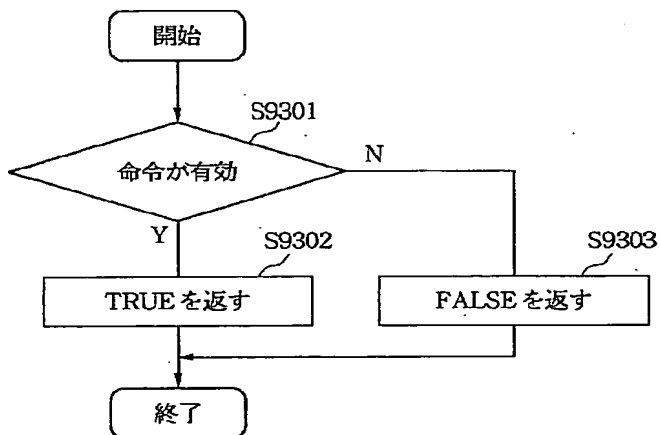 開始
S9301
命令が有効
N
Y
S9302
S9303
TRUEを返す
FALSEを返す
終了